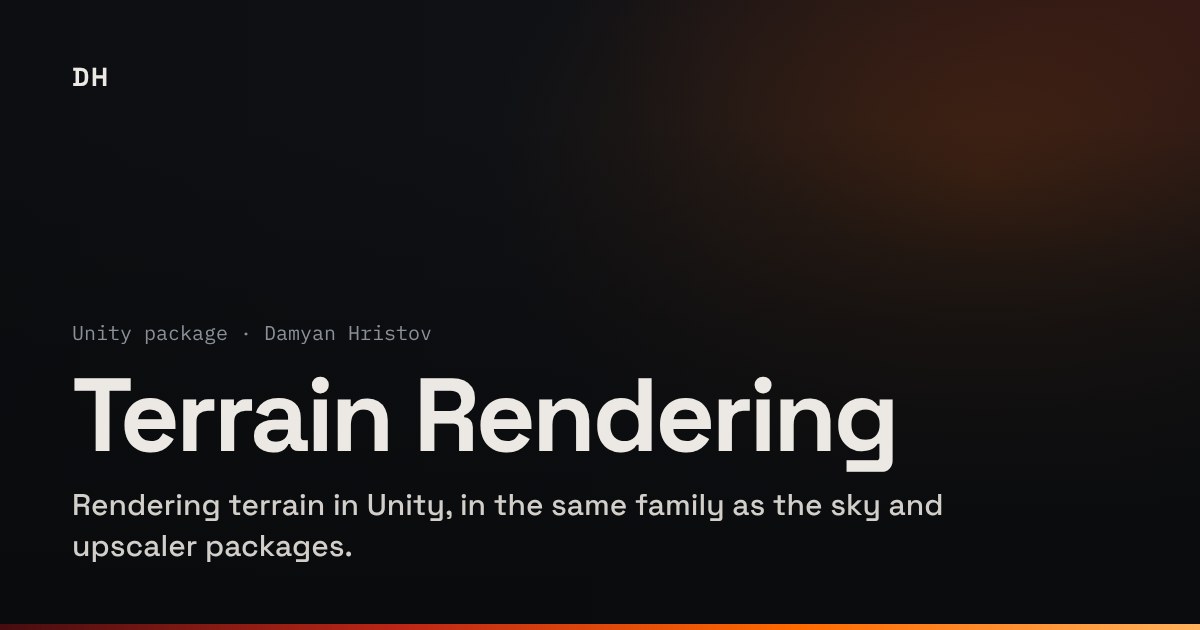 DH
Unity package · Damyan Hristov
Terrain Rendering
Rendering terrain in Unity, in the same family as the sky and
upscaler packages.